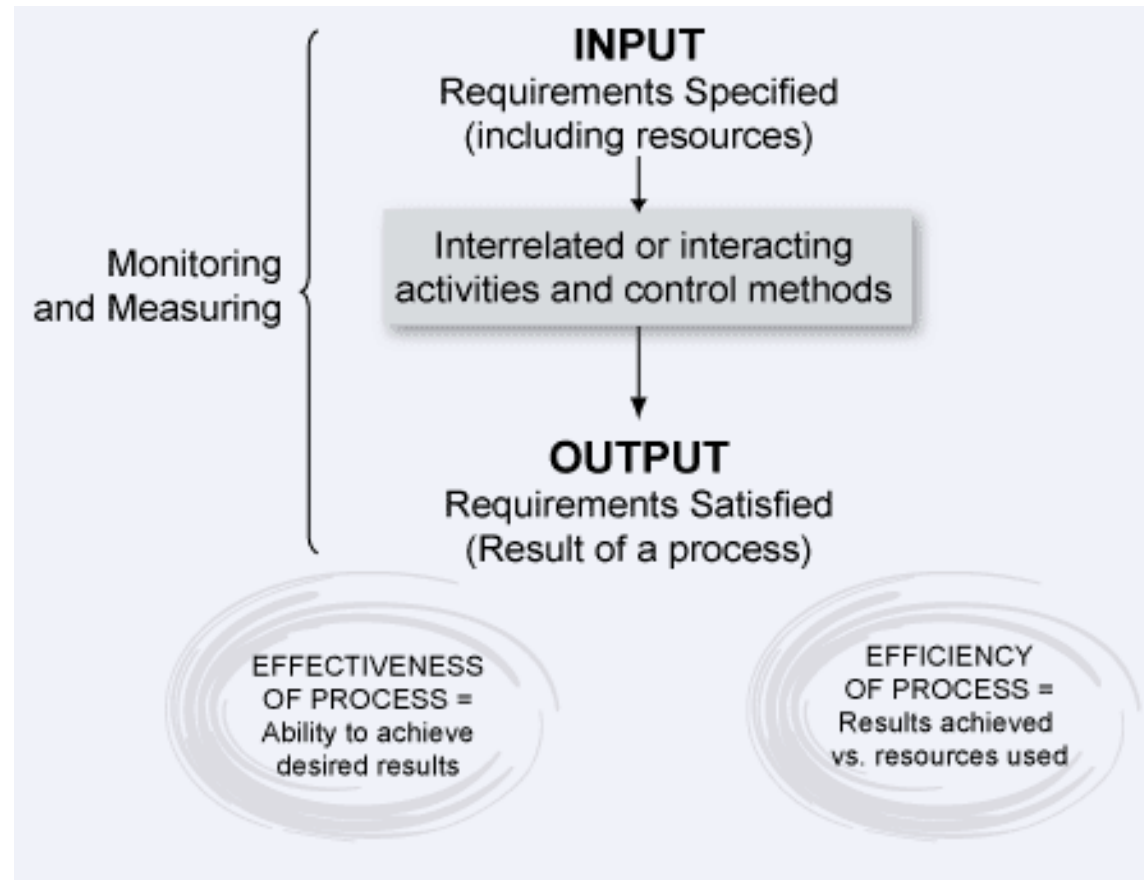 INPUT
Requirements Specified
(including resources)
Interrelated or interacting
activities and control methods
Monitoring
and Measuring
OUTPUT
Requirements Satisfied
(Result of a process)
EFFECTIVENESS
OF PROCESS =
Ability to achieve
desired results
EFFICIENCY
OF PROCESS =
Results achieved
vs. resources used